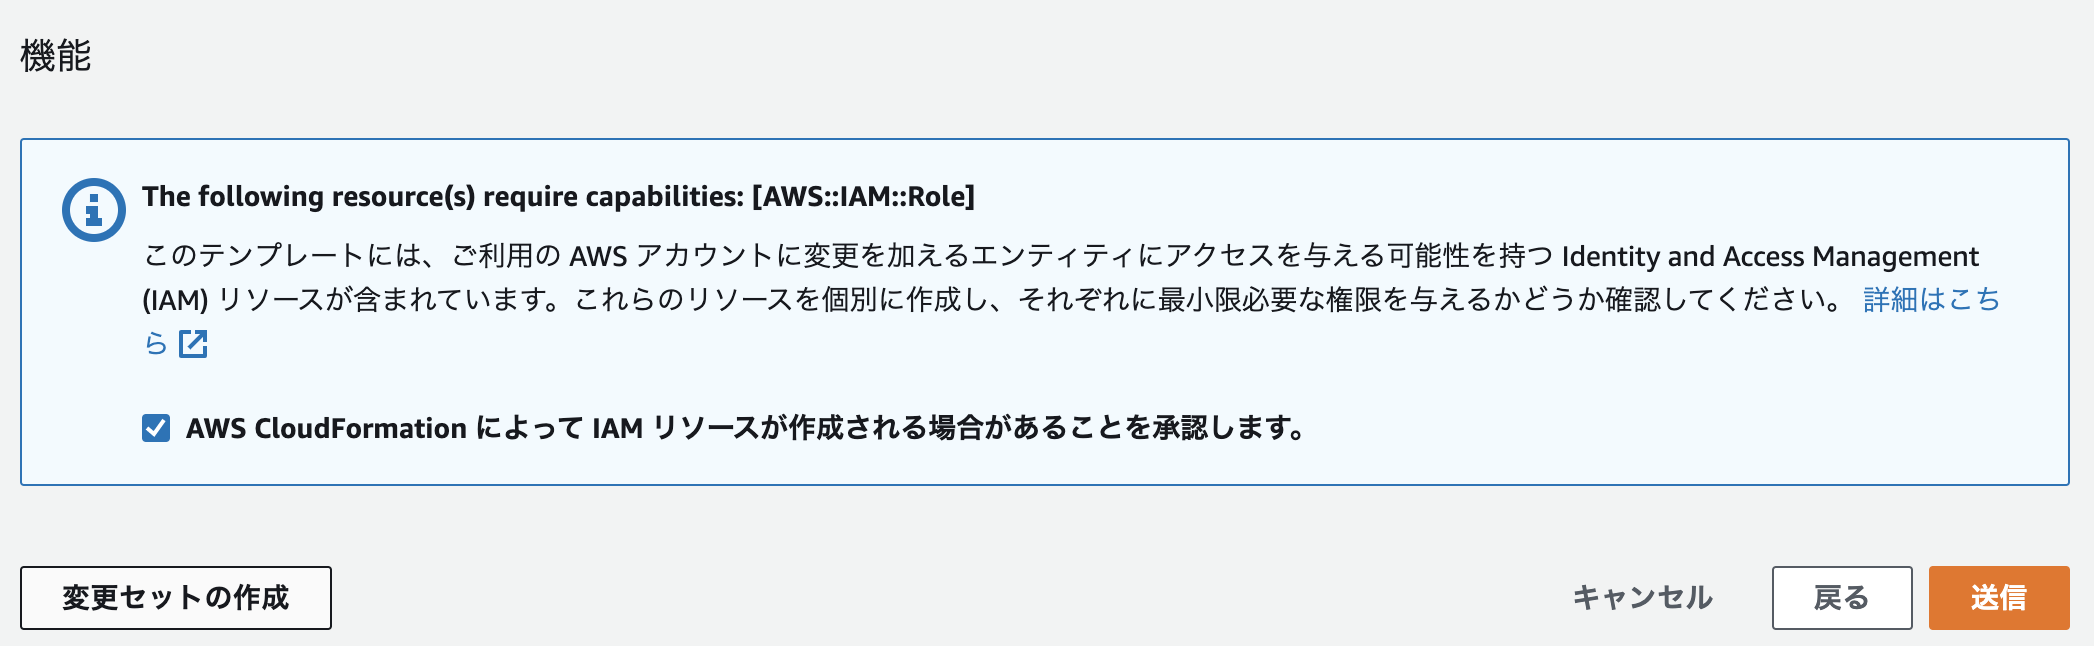 機能
The following resource(s) require capabilities: [AWS::IAM::Role]
このテンプレートには、ご利用の AWS アカウントに変更を加えるエンティティにアクセスを与える可能性を持つ Identity and Access Management
(IAM) リソースが含まれています。これらのリソースを個別に作成し、それぞれに最小限必要な権限を与えるかどうか確認してください。 詳細はこち
ら
AWS CloudFormation によって IAM リソースが作成される場合があることを承認します。
変更セットの作成 キャンセル 戻る 送信